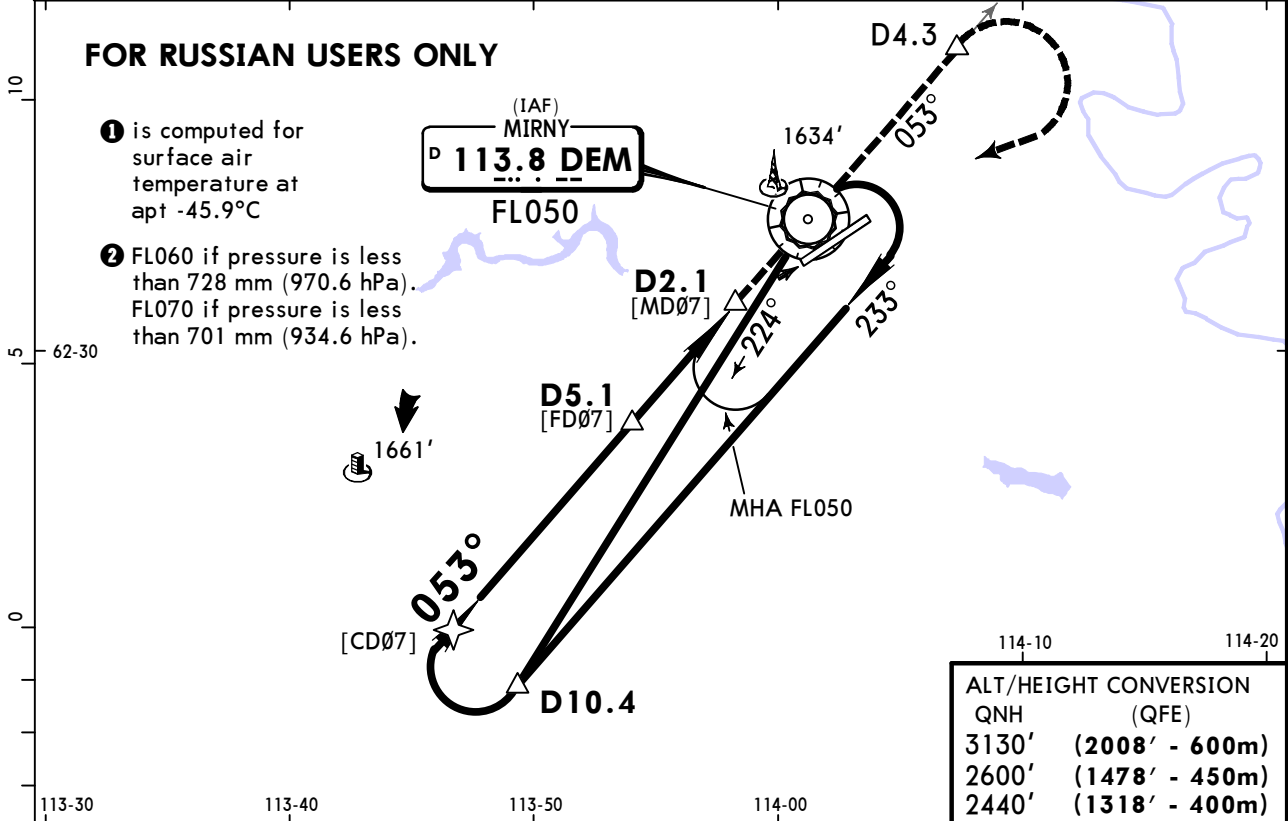 FOR RUSSIAN USERS ONLY
1 is computed for
surface air
temperature at
apt -45.9°C
2 FL060 if pressure is less
than 728 mm (970.6 hPa).
FL070 if pressure is less
than 701 mm (934.6 hPa).
(IAF)
MIRNY
D 113.8 DEM
FL050
1634'
D4.3
053°
10
5
0
62-30
D2.1
[MDØ7]
224°
233°
D5.1
[FDØ7]
1661'
MHA FL050
053°
[CDØ7]
D10.4
114-10
114-20
ALT/HEIGHT CONVERSION
QNH (QFE)
3130' (2008' - 600m)
2600' (1478' - 450m)
2440' (1318' - 400m)
113-30
113-40
113-50
114-00